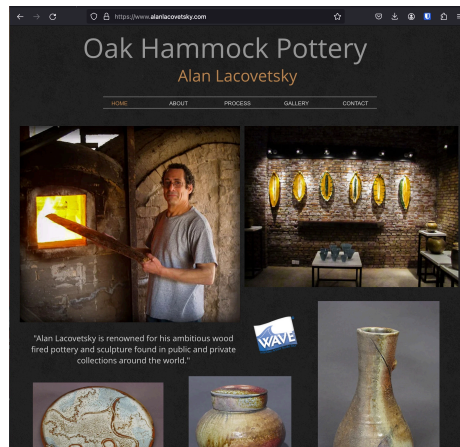 https://www.alanlacovetsky.com
Oak Hammock Pottery
Alan Lacovetsky
HOME ABOUT PROCESS GALLERY CONTACT
"Alan Lacovetsky is renowned for his ambitious wood
fired pottery and sculpture found in public and private
collections around the world."
WAVE